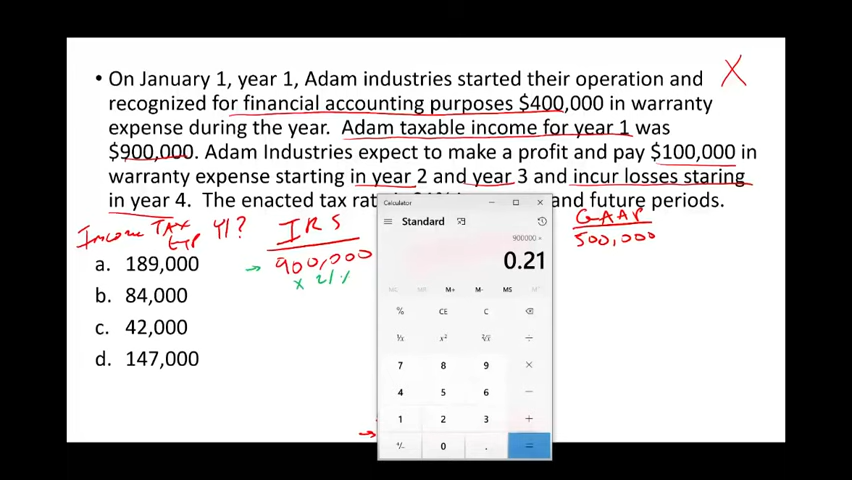 • On January 1, year 1, Adam industries started their operation and
recognized for financial accounting purposes $400,000 in warranty
expense during the year. Adam taxable income for year 1 was
$900,000. Adam Industries expect to make a profit and pay $100,000 in
warranty expense starting in year 2 and year 3 and incur losses staring
in year 4. The enacted tax and future periods.
X
Income Tax
Exp Y1?
IRS
900,000
x 21%
GAAP
500,000
a. 189,000
b. 84,000
c. 42,000
d. 147,000
Calculator
Standard
900000 ×
0.21
MC MR M+ M- MS
% CE C
7 8 9 ×
4 5 6 −
1 2 3 +
+/- 0 . =